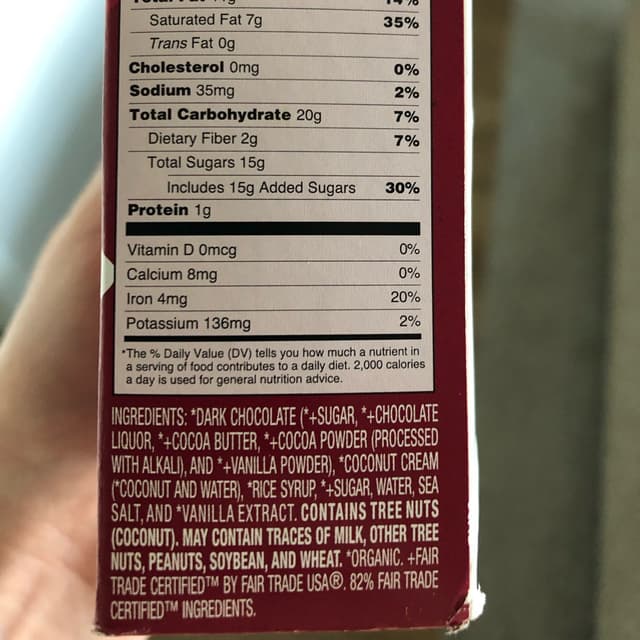 Total Fat 11g 14%
Saturated Fat 7g 35%
Trans Fat 0g
Cholesterol 0mg 0%
Sodium 35mg 2%
Total Carbohydrate 20g 7%
Dietary Fiber 2g 7%
Total Sugars 15g
Includes 15g Added Sugars 30%
Protein 1g
Vitamin D 0mcg 0%
Calcium 8mg 0%
Iron 4mg 20%
Potassium 136mg 2%
*The % Daily Value (DV) tells you how much a nutrient in
a serving of food contributes to a daily diet. 2,000 calories
a day is used for general nutrition advice.
INGREDIENTS: *DARK CHOCOLATE (*+SUGAR, *+CHOCOLATE
LIQUOR, *+COCOA BUTTER, *+COCOA POWDER (PROCESSED
WITH ALKALI), AND *+VANILLA POWDER), *COCONUT CREAM
(*COCONUT AND WATER), *RICE SYRUP, *+SUGAR, WATER, SEA
SALT, AND *VANILLA EXTRACT. CONTAINS TREE NUTS
(COCONUT). MAY CONTAIN TRACES OF MILK, OTHER TREE
NUTS, PEANUTS, SOYBEAN, AND WHEAT. *ORGANIC. +FAIR
TRADE CERTIFIED™ BY FAIR TRADE USA®. 82% FAIR TRADE
CERTIFIED™ INGREDIENTS.